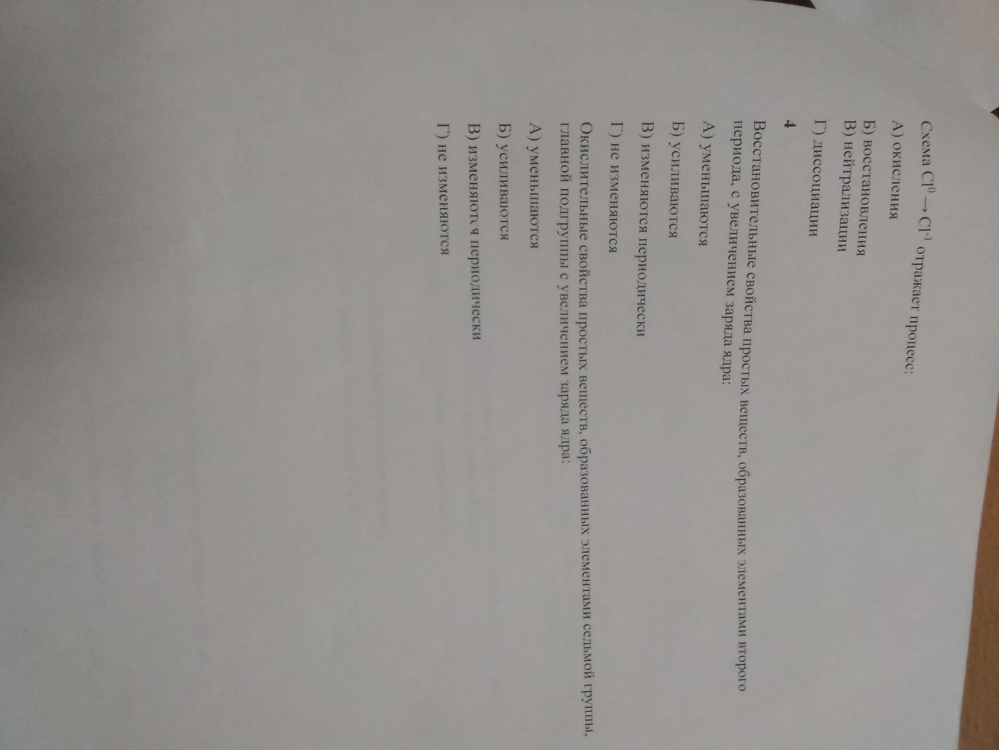 Схема Cl⁰ → Cl⁻¹ отражает процесс:
А) окисления
Б) восстановления
В) нейтрализации
Г) диссоциации
4
Восстановительные свойства простых веществ, образованных элементами второго
периода, с увеличением заряда ядра:
А) уменьшаются
Б) усиливаются
В) изменяются периодически
Г) не изменяются
Окислительные свойства простых веществ, образованных элементами седьмой группы,
главной подгруппы с увеличением заряда ядра:
А) уменьшаются
Б) усиливаются
В) изменяются периодически
Г) не изменяются